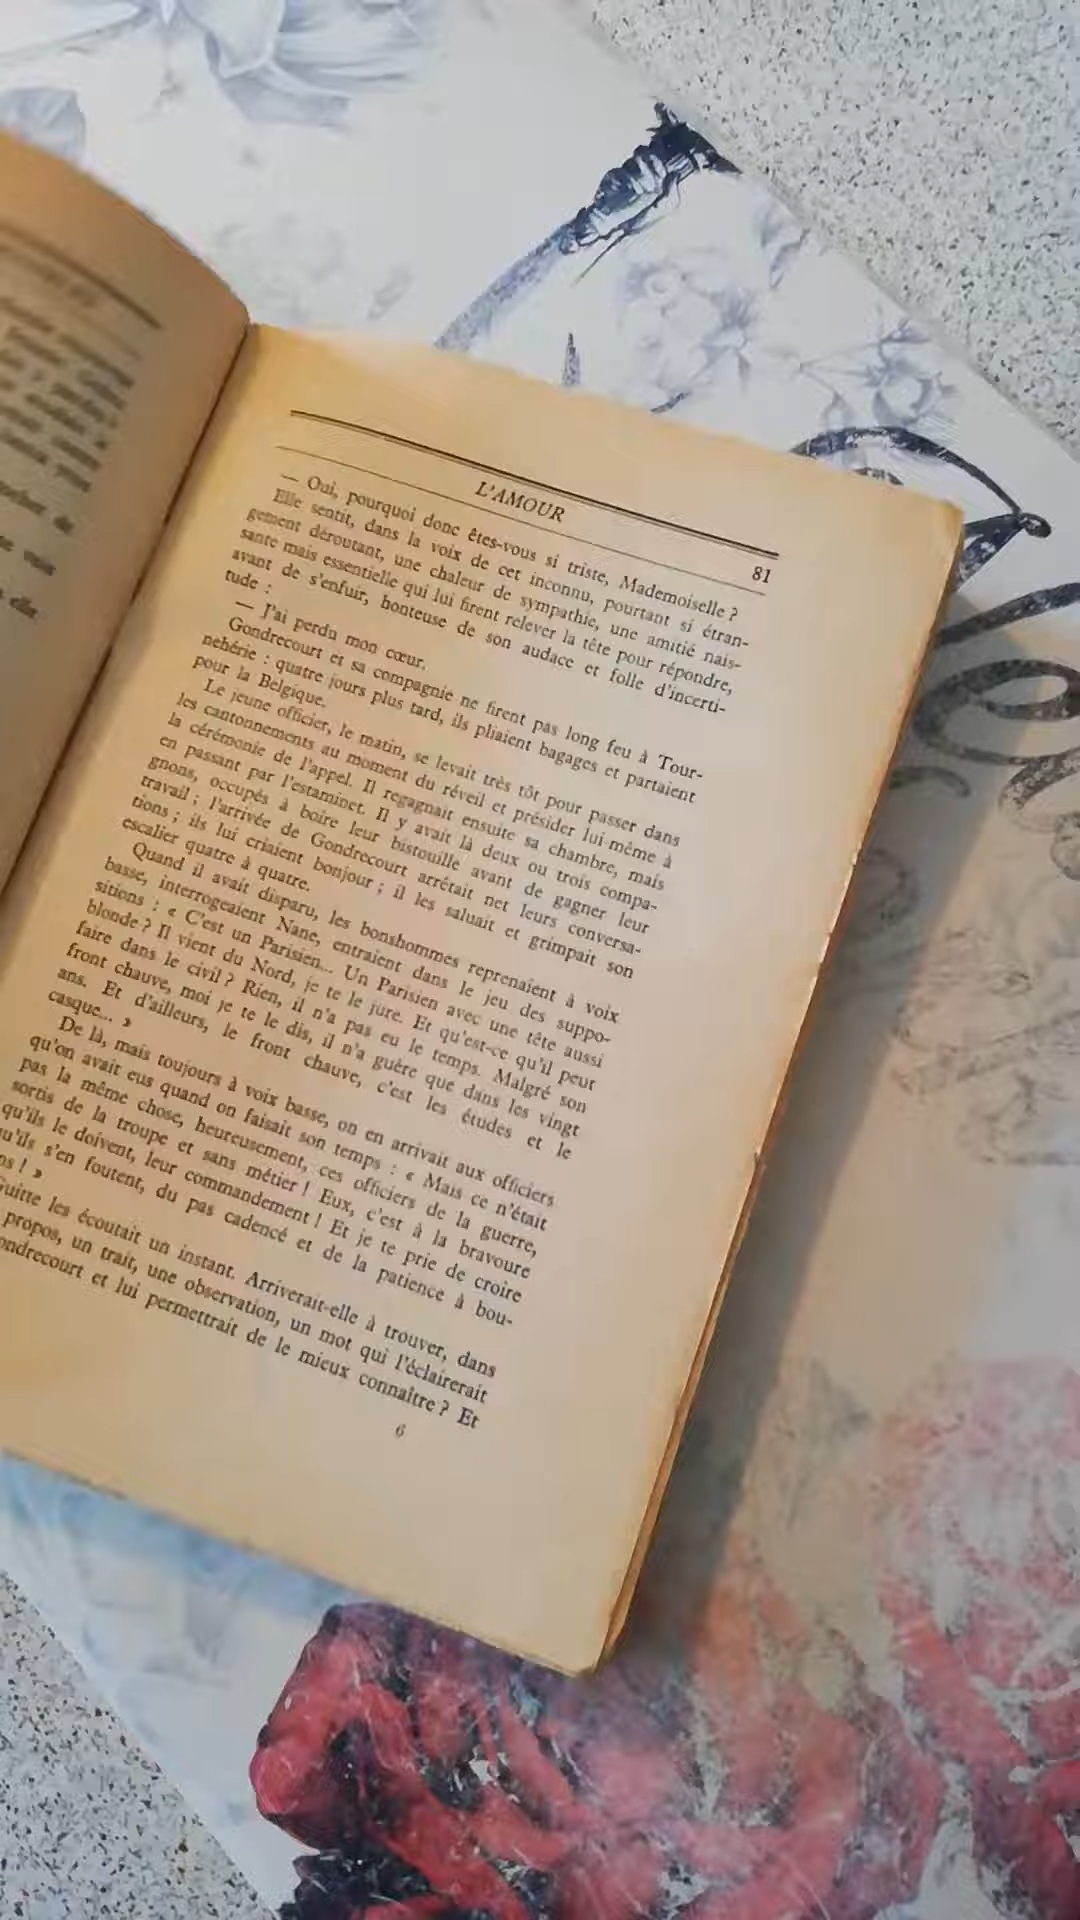 L'AMOUR
81
— Oui, pourquoi donc êtes-vous si triste, Mademoiselle ?
Elle sentit, dans la voix de cet inconnu, pourtant si étran-
gement déroutant, une chaleur de sympathie, une amitié nais-
sante mais essentielle qui lui firent relever la tête pour répondre,
avant de s'enfuir, honteuse de son audace et folle d'incerti-
tude :
— J'ai perdu mon cœur.
Gondrecourt et sa compagnie ne firent pas long feu à Tour-
nehérie : quatre jours plus tard, ils pliaient bagages et partaient
pour la Belgique.
Le jeune officier, le matin, se levait très tôt pour passer dans
les cantonnements au moment du réveil et présider lui-même à
la cérémonie de l'appel. Il regagnait ensuite sa chambre, mais
en passant par l'estaminet. Il y avait là deux ou trois compa-
gnons, occupés à boire leur bistouille avant de gagner leur
travail ; l'arrivée de Gondrecourt arrêtait net leurs conversa-
tions ; ils lui criaient bonjour ; il les saluait et grimpait son
escalier quatre à quatre.
Quand il avait disparu, les bonshommes reprenaient à voix
basse, interrogeaient Nane, entraient dans le jeu des suppo-
sitions : « C'est un Parisien... Un Parisien avec une tête aussi
blonde ? Il vient du Nord, je te le jure. Et qu'est-ce qu'il peut
faire dans le civil ? Rien, il n'a pas eu le temps. Malgré son
front chauve, moi je te le dis, il n'a guère que dans les vingt
ans. Et d'ailleurs, le front chauve, c'est les études et le
casque... »
De là, mais toujours à voix basse, on en arrivait aux officiers
qu'on avait eus quand on faisait son temps : « Mais ce n'était
pas la même chose, heureusement, ces officiers de la guerre,
sortis de la troupe et sans métier ! Eux, c'est à la bravoure
qu'ils le doivent, leur commandement ! Et je te prie de croire
qu'ils s'en foutent, du pas cadencé et de la patience à bou-
ns ! »
Guitte les écoutait un instant. Arriverait-elle à trouver, dans
propos, un trait, une observation, un mot qui l'éclairerait
ondrecourt et lui permettrait de le mieux connaître ? Et
6